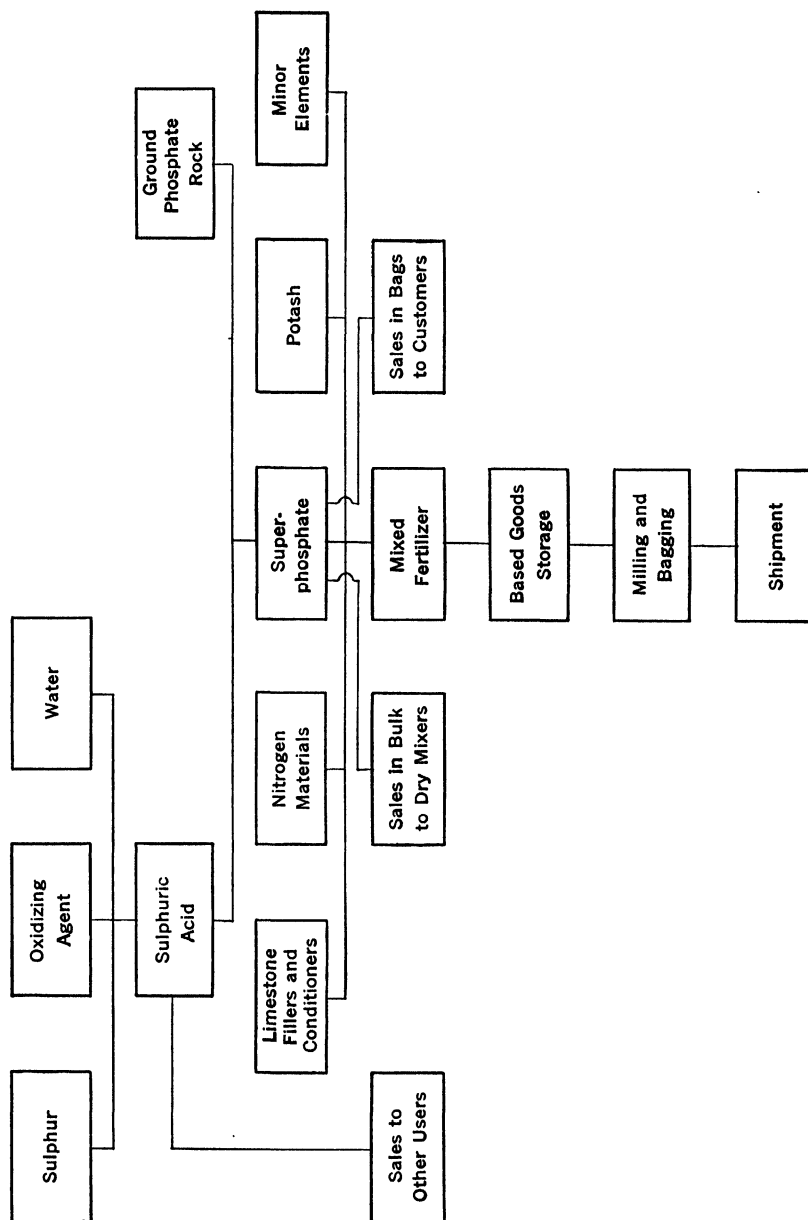 Sulphur
Oxidizing
Agent
Water
Sulphuric
Acid
Ground
Phosphate
Rock
Limestone
Fillers and
Conditioners
Nitrogen
Materials
Super-
phosphate
Potash
Minor
Elements
Sales to
Other Users
Sales in Bulk
to Dry Mixers
Mixed
Fertilizer
Sales in Bags
to Customers
Based Goods
Storage
Milling and
Bagging
Shipment